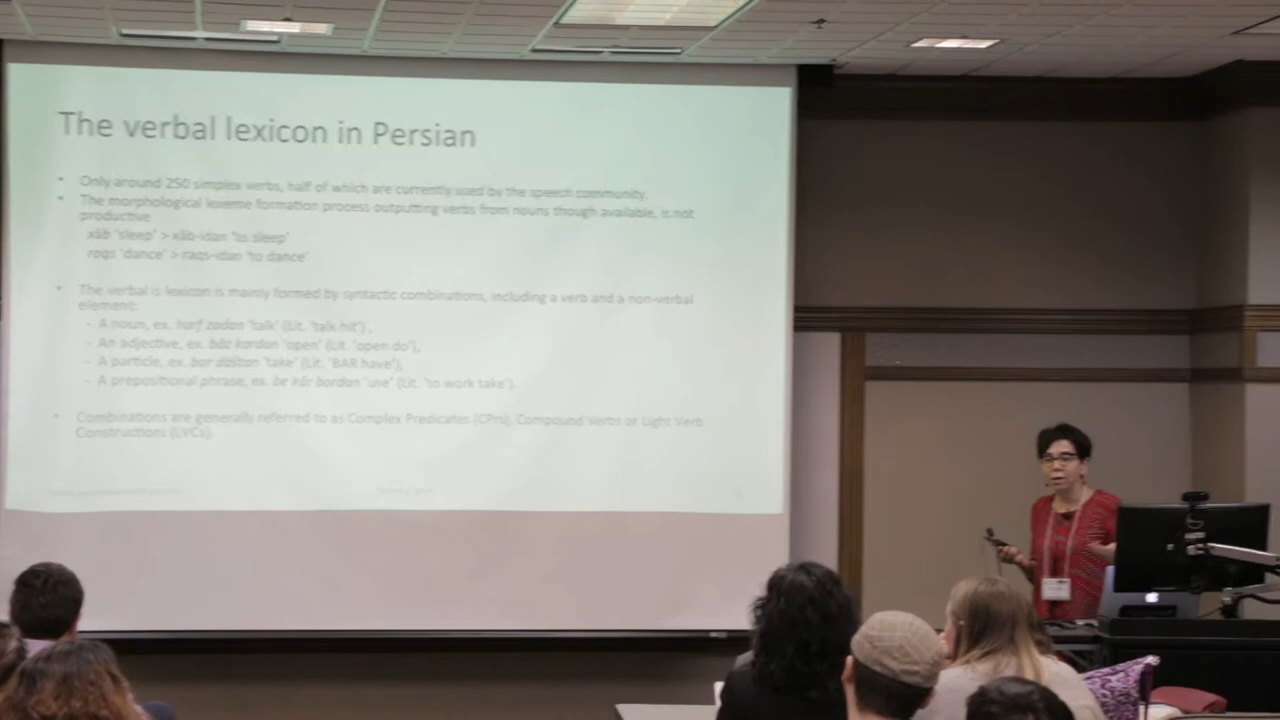 The verbal lexicon in Persian
• Only around 250 simplex verbs, half of which are currently used by the speech community.
• The morphological lexeme formation process outputting verbs from nouns though available, is not
productive
xâb 'sleep' > xâb-idan 'to sleep'
raqs 'dance' > raqs-idan 'to dance'
• The verbal is lexicon is mainly formed by syntactic combinations, including a verb and a non-verbal
element:
- A noun, ex. harf zadan 'talk' (Lit. 'talk hit') ,
- An adjective, ex. bâz kardan 'open' (Lit. 'open do'),
- A particle, ex. bar dâštan 'take' (Lit. 'BAR have'),
- A prepositional phrase, ex. be kâr bordan 'use' (Lit. 'to work take').
• Combinations are generally referred to as Complex Predicates (CPrs), Compound Verbs or Light Verb
Constructions (LVCs).